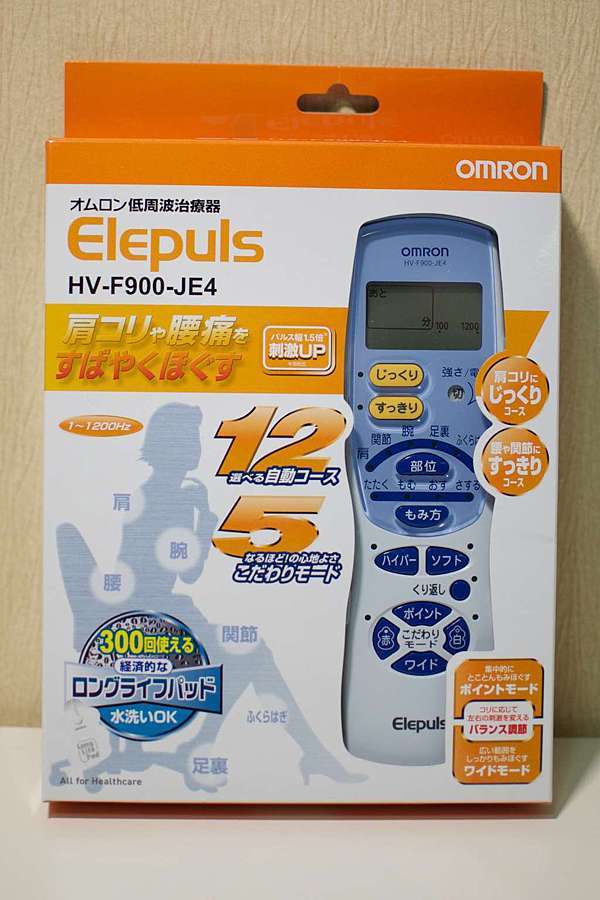 OMRON
オムロン低周波治療器
Elepuls
HV-F900-JE4
肩コリや腰痛を
すばやくほぐす
パルス幅1.5倍
刺激UP
1〜1200Hz
12
選べる自動コース
5
なるほど!の心地よさ
こだわりモード
肩
腕
腰
関節
ふくらはぎ
足裏
300回使える
経済的な
ロングライフパッド
水洗いOK
Long Life Pad
All for Healthcare
OMRON
HV-F900-JE4
あと
分
100
1200
じっくり
強さ/電
切
すっきり
関節
腕
足裏
肩
ふくらはぎ
部位
たたく
もむ
おす
さする
もみ方
ハイパー
ソフト
くり返し
ポイント
赤
こだわり
モード
白
ワイド
Elepuls
肩コリに
じっくり
コース
腰や関節に
すっきり
コース
集中的に
とことんもみほぐす
ポイントモード
コリに応じて
左右の刺激を変える
バランス調節
広い範囲を
しっかりもみほぐす
ワイドモード